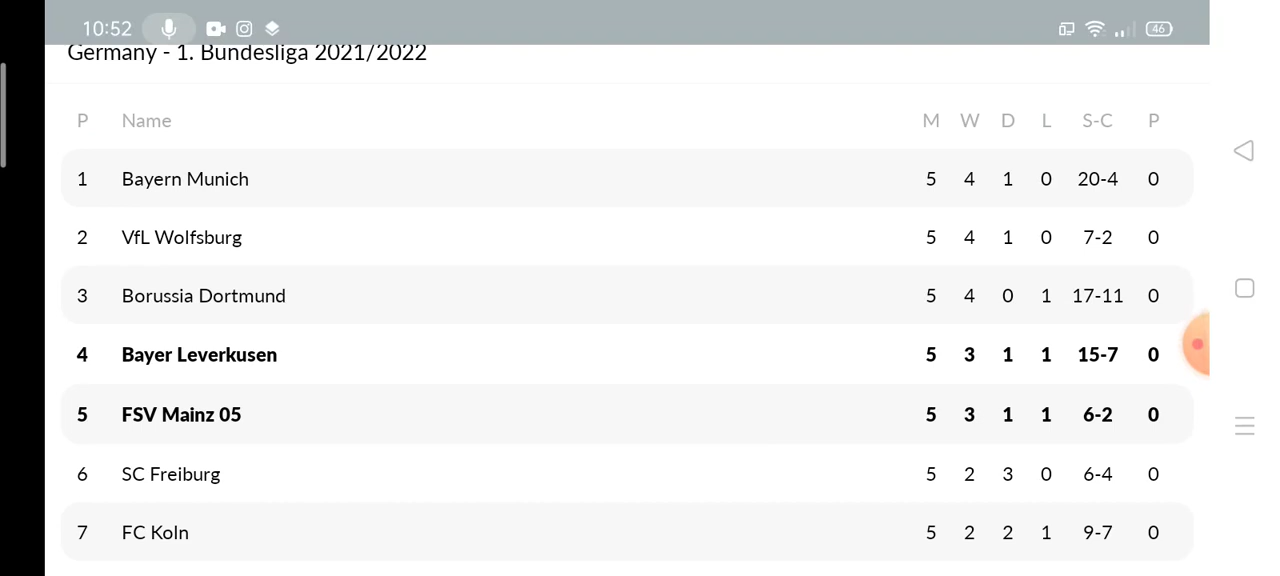 10:52 46
Germany - 1. Bundesliga 2021/2022
P Name M W D L S-C P
1 Bayern Munich 5 4 1 0 20-4 0
2 VfL Wolfsburg 5 4 1 0 7-2 0
3 Borussia Dortmund 5 4 0 1 17-11 0
4 Bayer Leverkusen 5 3 1 1 15-7 0
5 FSV Mainz 05 5 3 1 1 6-2 0
6 SC Freiburg 5 2 3 0 6-4 0
7 FC Koln 5 2 2 1 9-7 0